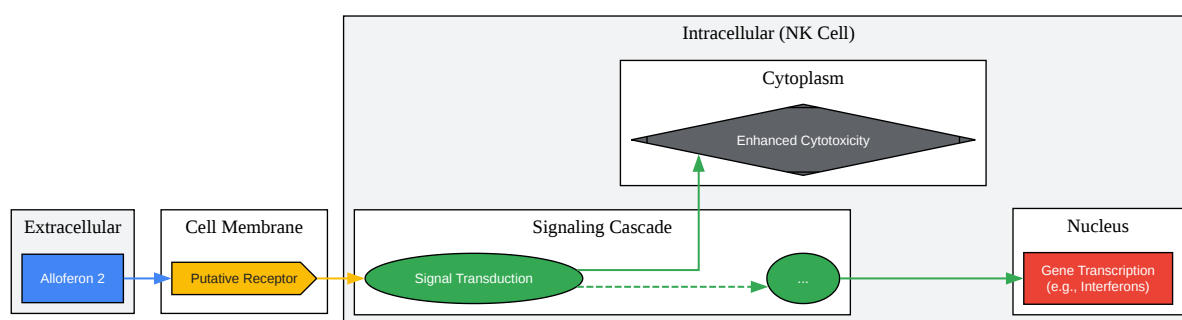 Intracellular (NK Cell)
Cytoplasm
Enhanced Cytotoxicity
Extracellular
Alloferon 2
Cell Membrane
Putative Receptor
Signaling Cascade
Signal Transduction
...
Nucleus
Gene Transcription
(e.g., Interferons)